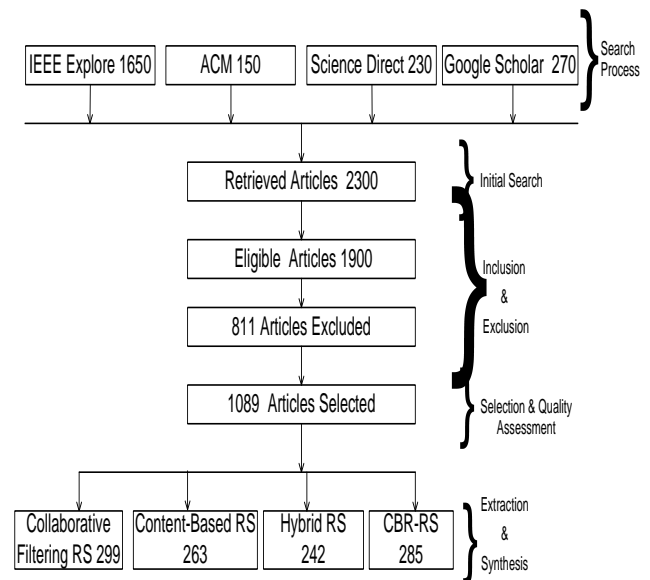 Search
Process
IEEE Explore 1650
ACM 150
Science Direct 230
Google Scholar 270
Retrieved Articles 2300
Initial Search
Eligible Articles 1900
Inclusion
&
Exclusion
811 Articles Excluded
1089 Articles Selected
Selection & Quality
Assessment
Collaborative
Filtering RS 299
Content-Based RS
263
Hybrid RS
242
CBR-RS
285
Extraction
&
Synthesis